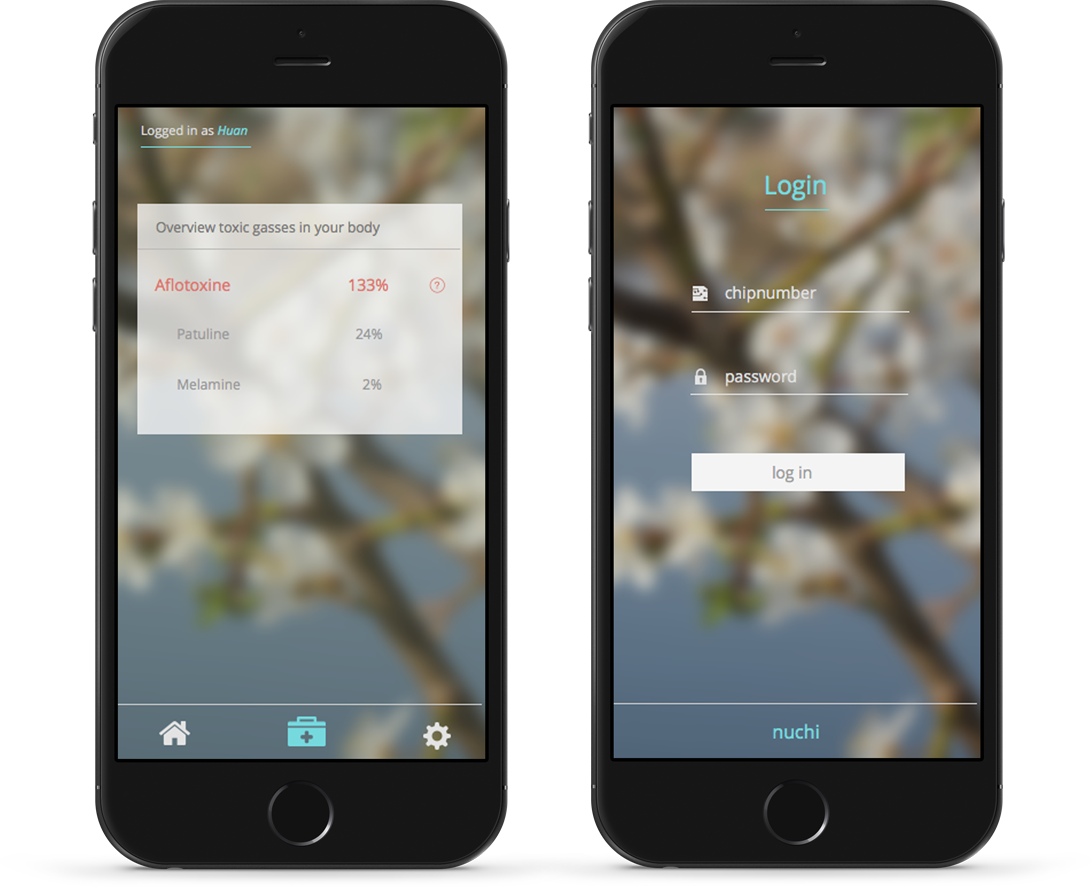 Logged in as Huan
Overview toxic gasses in your body
Aflotoxine 133% ?
Patuline 24%
Melamine 2%
Login
chipnumber
password
log in
nuchi